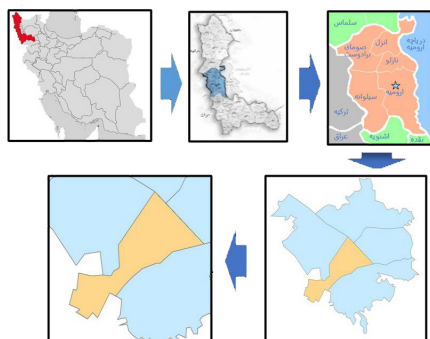 سلماس
انزل
دریاچه
ارومیه
صومای
برادوست
نازلو
ارومیه
سیلوانه
ترکیه
اشنویه
عراق
نقده